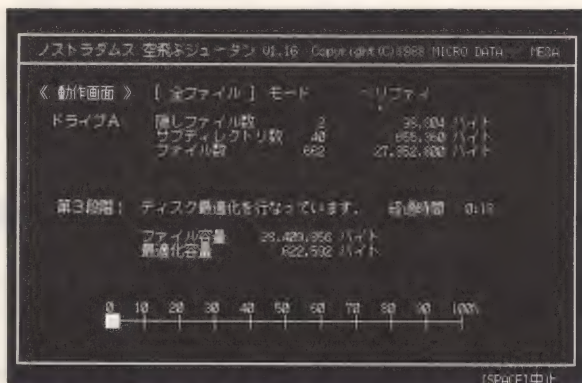 ノストラダムス 空飛ぶジュータン V1.16 Copyright(C)1988 MICRO DATA MEGA
《 動作画面 》 [ 全ファイル ] モード ベリファイ
ドライブA 隠しファイル数 2 バイト
サブディレクトリ数 40 バイト
ファイル数 662 バイト
第3段階: ディスク最適化を行なっています. 経過時間
ファイル容量 バイト
最適化容量 バイト
0 10 20 30 40 50 60 70 80 90 100%
[SPACE]中止